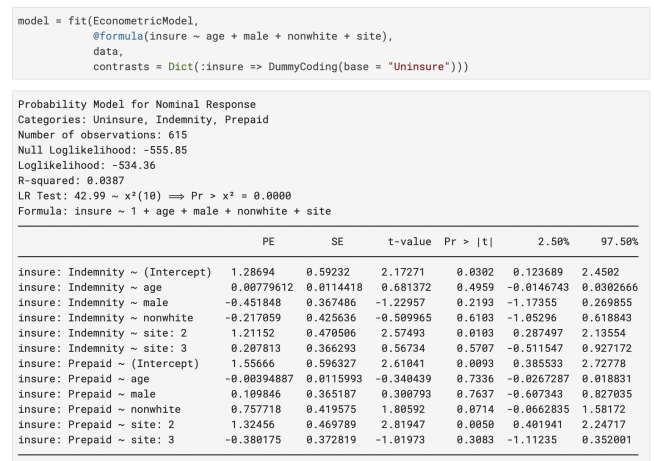 model = fit(EconometricModel,
            @formula(insure ~ age + male + nonwhite + site),
            data,
            contrasts = Dict(:insure => DummyCoding(base = "Uninsure")))
Probability Model for Nominal Response
Categories: Uninsure, Indemnity, Prepaid
Number of observations: 615
Null Loglikelihood: -555.85
Loglikelihood: -534.36
R-squared: 0.0387
LR Test: 42.99 ~ χ²(10) ⟹ Pr > χ² = 0.0000
Formula: insure ~ 1 + age + male + nonwhite + site
PE SE t-value Pr > |t| 2.50% 97.50%
insure: Indemnity ~ (Intercept) 1.28694 0.59232 2.17271 0.0302 0.123689 2.4502
insure: Indemnity ~ age 0.00779612 0.0114418 0.681372 0.4959 -0.0146743 0.0302666
insure: Indemnity ~ male -0.451848 0.367486 -1.22957 0.2193 -1.17355 0.269855
insure: Indemnity ~ nonwhite -0.217059 0.425636 -0.509965 0.6103 -1.05296 0.618843
insure: Indemnity ~ site: 2 1.21152 0.470506 2.57493 0.0103 0.287497 2.13554
insure: Indemnity ~ site: 3 0.207813 0.366293 0.56734 0.5707 -0.511547 0.927172
insure: Prepaid ~ (Intercept) 1.55666 0.596327 2.61041 0.0093 0.385533 2.72778
insure: Prepaid ~ age -0.00394887 0.0115993 -0.340439 0.7336 -0.0267287 0.018831
insure: Prepaid ~ male 0.109846 0.365187 0.300793 0.7637 -0.607343 0.827035
insure: Prepaid ~ nonwhite 0.757718 0.419575 1.80592 0.0714 -0.0662835 1.58172
insure: Prepaid ~ site: 2 1.32456 0.469789 2.81947 0.0050 0.401941 2.24717
insure: Prepaid ~ site: 3 -0.380175 0.372819 -1.01973 0.3083 -1.11235 0.352001